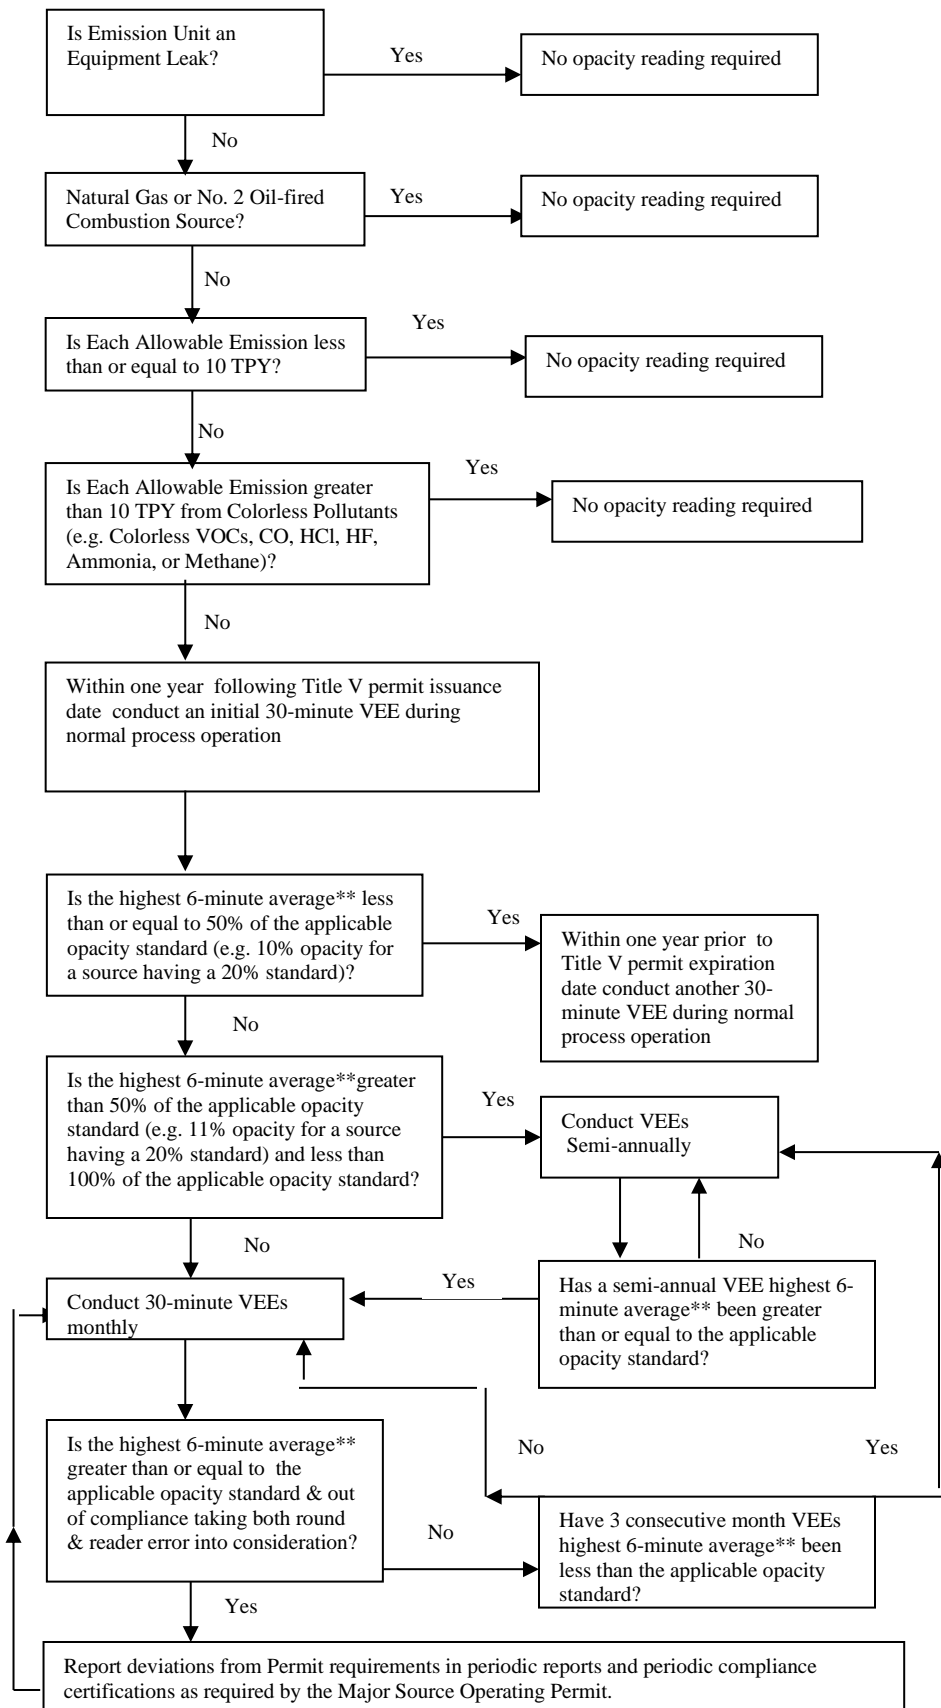 Is Emission Unit an
Equipment Leak?
Yes
No opacity reading required
No
Natural Gas or No. 2 Oil-fired
Combustion Source?
Yes
No opacity reading required
No
Is Each Allowable Emission less
than or equal to 10 TPY?
Yes
No opacity reading required
No
Is Each Allowable Emission greater
than 10 TPY from Colorless Pollutants
(e.g. Colorless VOCs, CO, HCl, HF,
Ammonia, or Methane)?
Yes
No opacity reading required
No
Within one year following Title V permit issuance
date conduct an initial 30-minute VEE during
normal process operation
Is the highest 6-minute average** less
than or equal to 50% of the applicable
opacity standard (e.g. 10% opacity for
a source having a 20% standard)?
Yes
Within one year prior to
Title V permit expiration
date conduct another 30-
minute VEE during normal
process operation
No
Is the highest 6-minute average**greater
than 50% of the applicable opacity
standard (e.g. 11% opacity for a source
having a 20% standard) and less than
100% of the applicable opacity standard?
Yes
Conduct VEEs
Semi-annually
No
No
Conduct 30-minute VEEs
monthly
Yes
Has a semi-annual VEE highest 6-
minute average** been greater
than or equal to the applicable
opacity standard?
Is the highest 6-minute average**
greater than or equal to the
applicable opacity standard & out
of compliance taking both round
& reader error into consideration?
No
No
Yes
Have 3 consecutive month VEEs
highest 6-minute average** been
less than the applicable opacity
standard?
Yes
Report deviations from Permit requirements in periodic reports and periodic compliance
certifications as required by the Major Source Operating Permit.